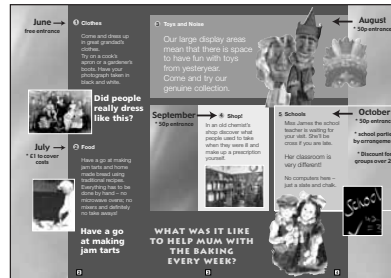 June
free entrance
1 Clothes
Come and dress up
in great grandad's
clothes.
Try on a cook's
apron or a gardener's
boots. Have your
photograph taken in
black and white.
Did people
really dress
like this?
July
* £1 to cover
costs
2 Food
Have a go at making
jam tarts and home
made bread using
traditional recipes.
Everything has to be
done by hand – no
microwave ovens; no
mixers and definitely
no take aways!
Have a go
at making
jam tarts
2
3 Toys and Noise
Our large display areas
mean that there is space
to have fun with toys
from yesteryear.
Come and try our
genuine collection.
August
* 50p entrance
September
* 50p entrance
4 Shop!
In an old chemist's
shop discover what
people used to take
when they were ill and
make up a prescription
yourself.
WHAT WAS IT LIKE
TO HELP MUM WITH
THE BAKING
EVERY WEEK?
3
5 Schools
Miss James the school
teacher is waiting for
your visit. She'll be
cross if you are late.
Her classroom is
very different!
No computers here –
just a slate and chalk.
October
* 50p entrance
* school parties
by arrangement
* Discount for
groups over
School
4